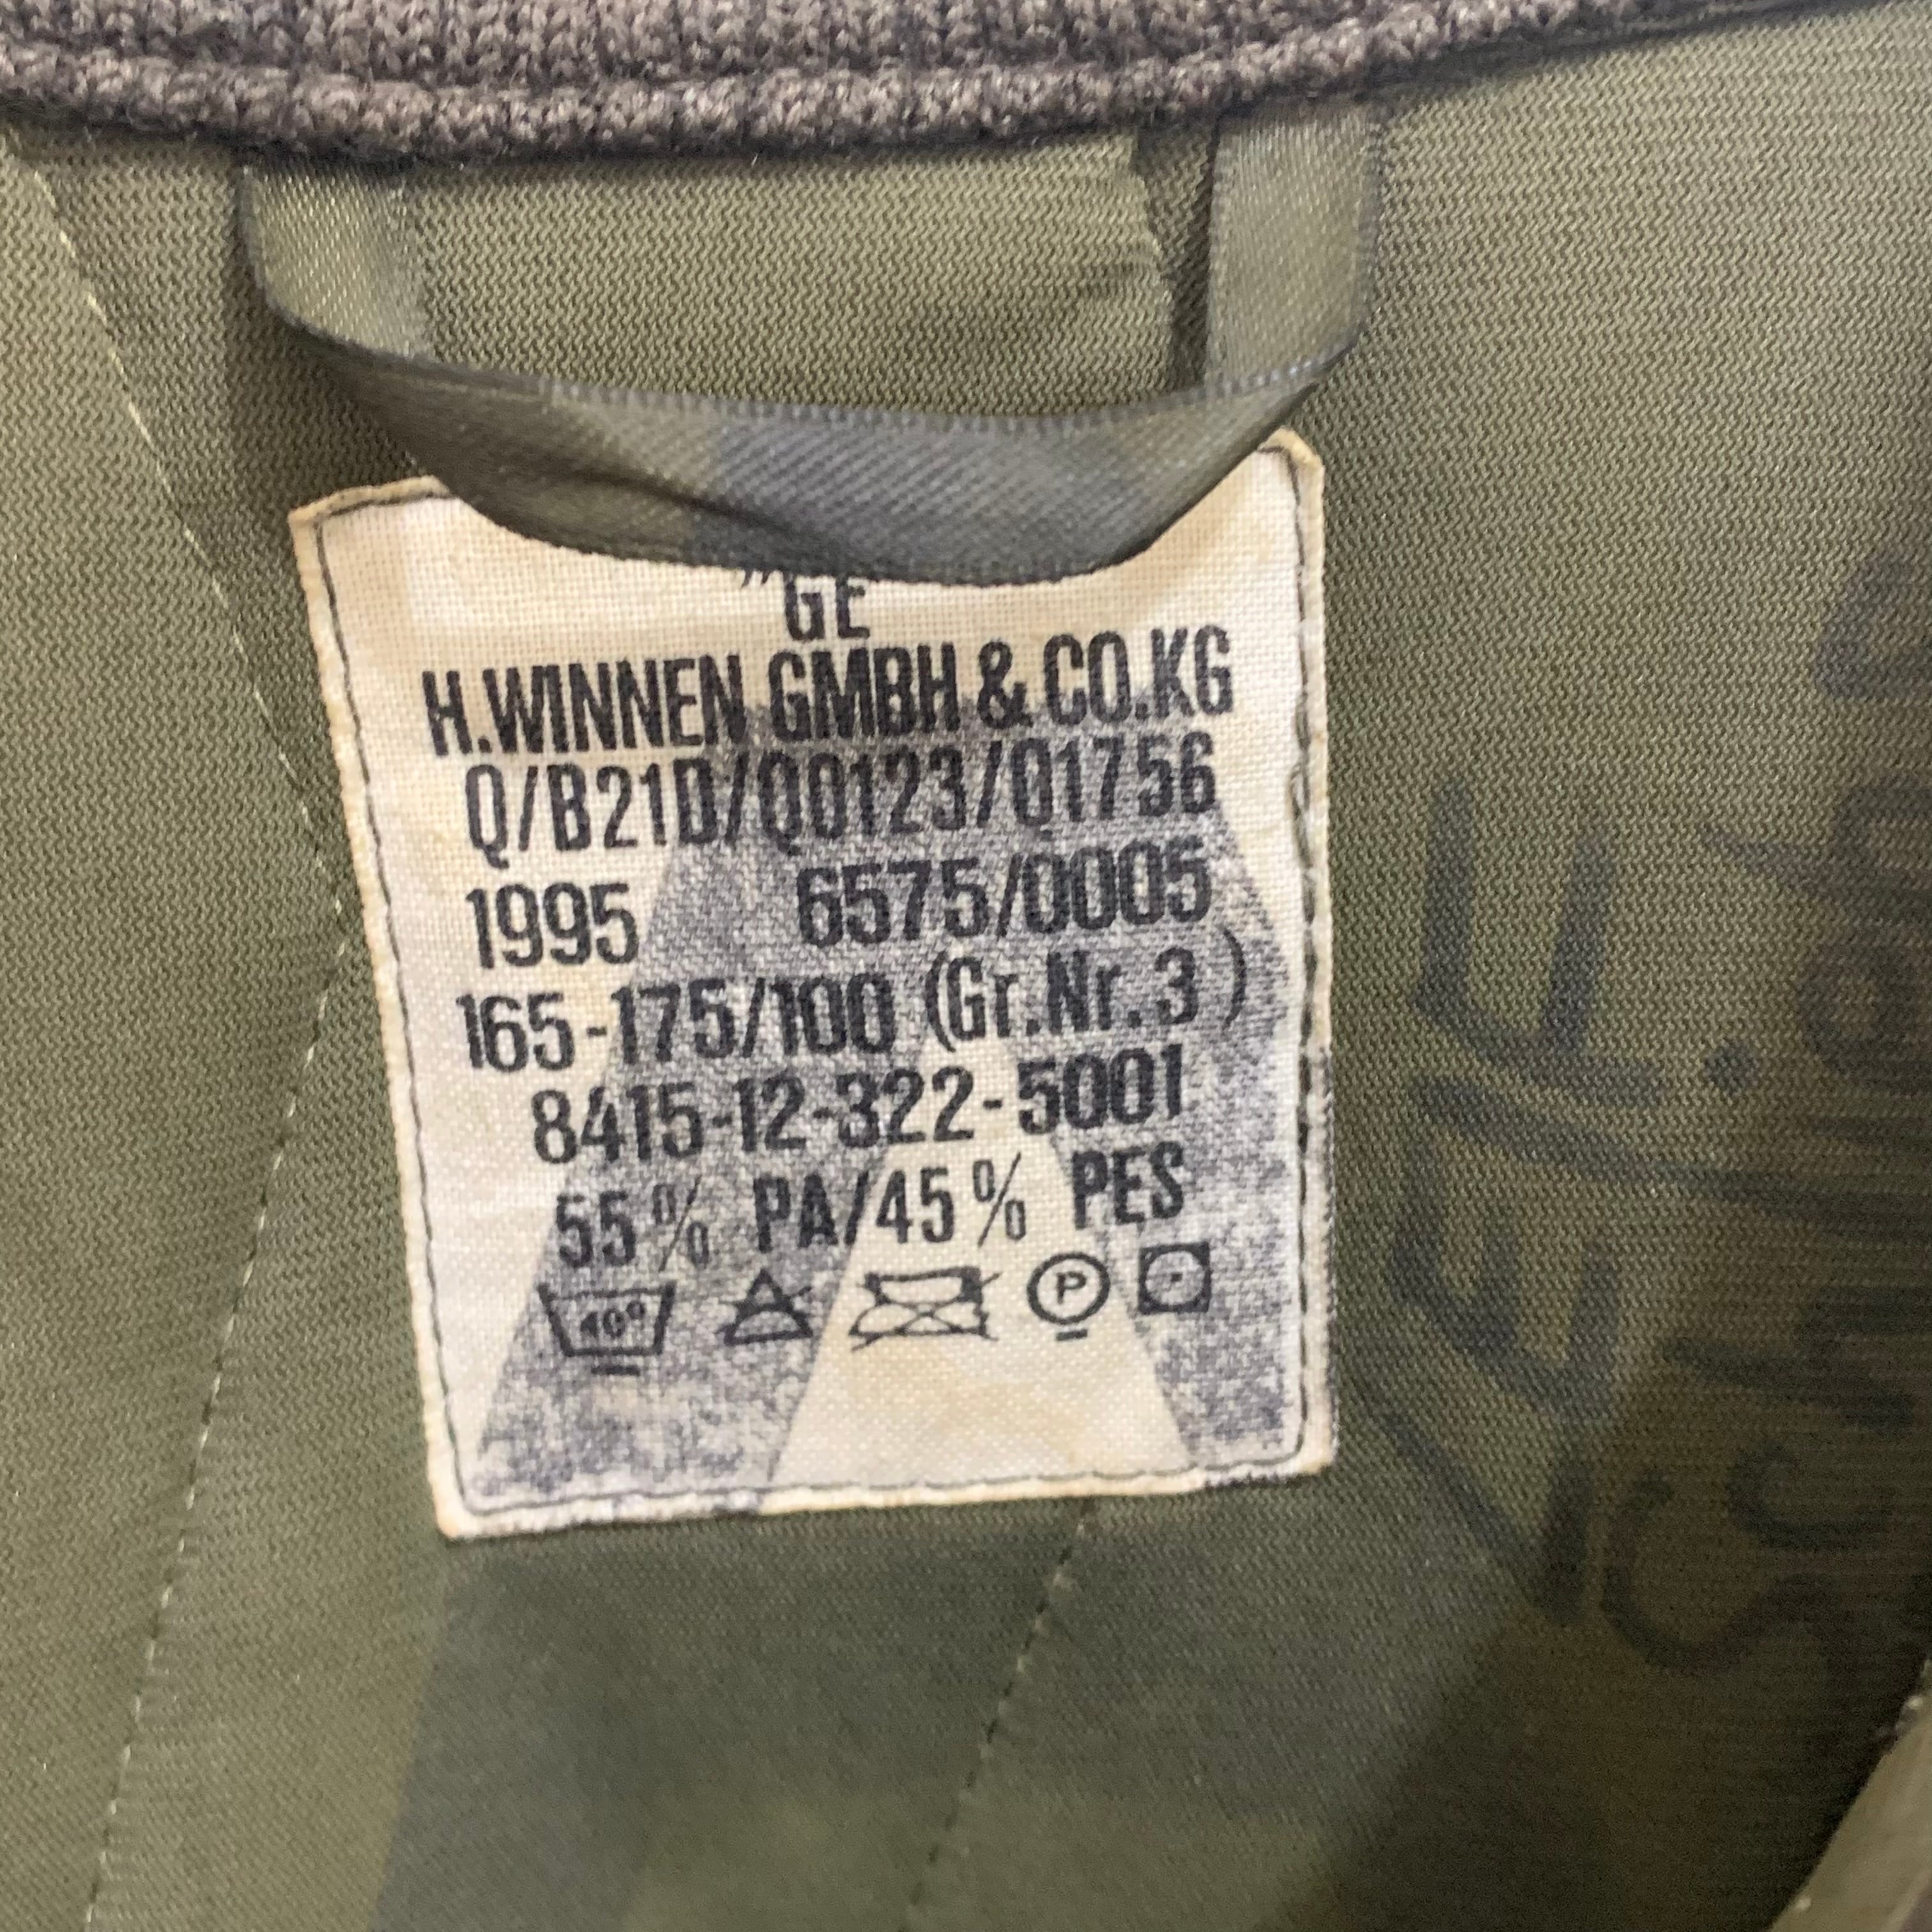 "GE
H.WINNEN GMBH & CO.KG
Q/B21D/Q0123/Q1756
1995 6575/0005
165-175/100 (Gr.Nr. 3 )
8415-12-322-5001
55% PA/45% PES
40°
P